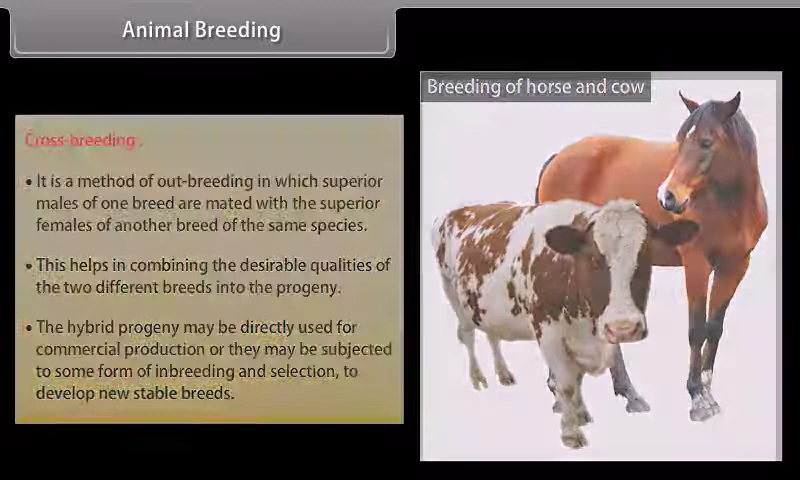 Animal Breeding
Breeding of horse and cow
Cross-breeding .
• It is a method of out-breeding in which superior
males of one breed are mated with the superior
females of another breed of the same species.
• This helps in combining the desirable qualities of
the two different breeds into the progeny.
• The hybrid progeny may be directly used for
commercial production or they may be subjected
to some form of inbreeding and selection, to
develop new stable breeds.